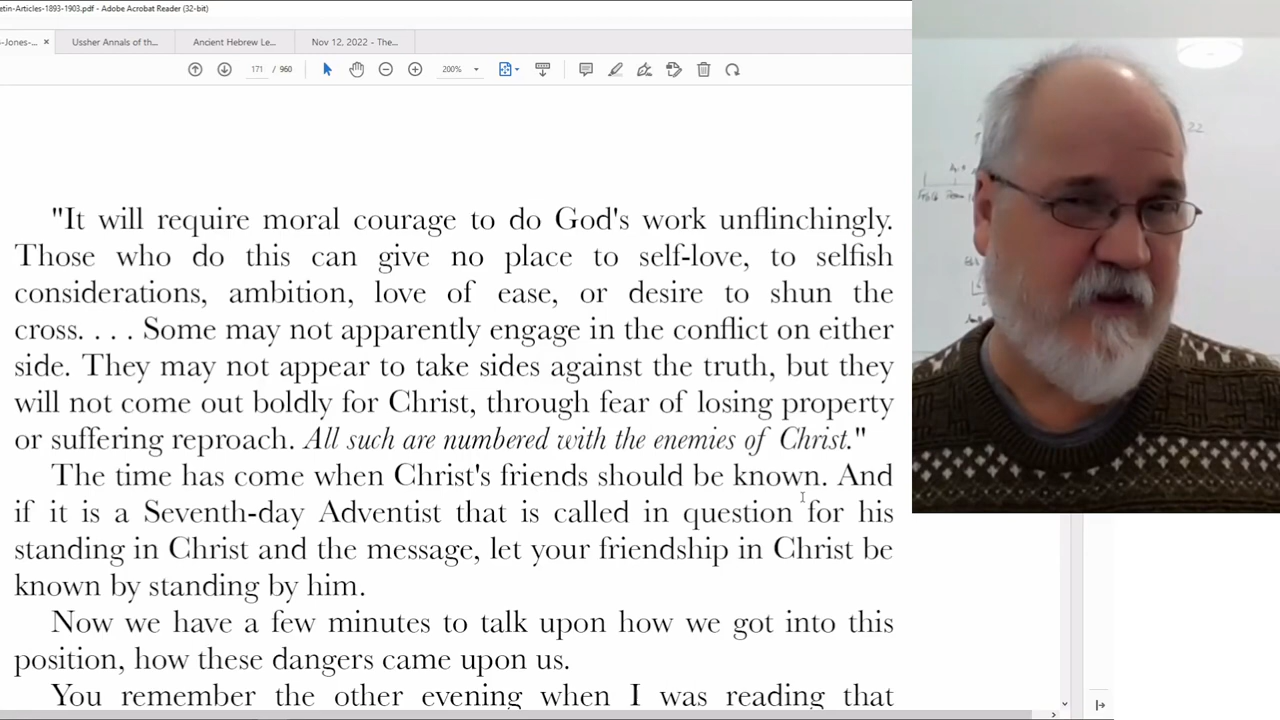 etin-Articles-1893-1903.pdf - Adobe Acrobat Reader (32-bit)
-Jones-... × Ussher Annals of th... Ancient Hebrew Le... Nov 12, 2022 - The...
171 / 960 200%
"It will require moral courage to do God's work unflinchingly.
Those who do this can give no place to self-love, to selfish
considerations, ambition, love of ease, or desire to shun the
cross. . . . Some may not apparently engage in the conflict on either
side. They may not appear to take sides against the truth, but they
will not come out boldly for Christ, through fear of losing property
or suffering reproach. All such are numbered with the enemies of Christ."
The time has come when Christ's friends should be known. And
if it is a Seventh-day Adventist that is called in question for his
standing in Christ and the message, let your friendship in Christ be
known by standing by him.
Now we have a few minutes to talk upon how we got into this
position, how these dangers came upon us.
You remember the other evening when I was reading that
22